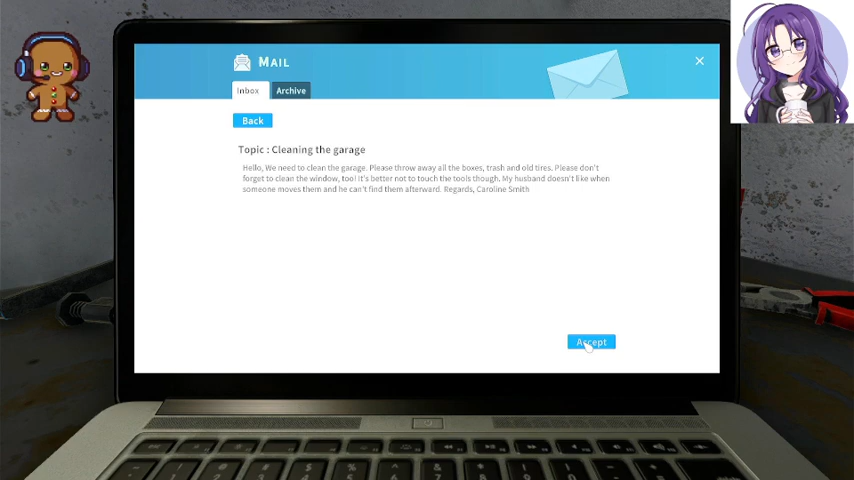 MAIL
Inbox Archive
Back
Topic : Cleaning the garage
Hello, We need to clean the garage. Please throw away all the boxes, trash and old tires. Please don't
forget to clean the window, too! It's better not to touch the tools though. My husband doesn't like when
someone moves them and he can't find them afterward. Regards, Caroline Smith
Accept